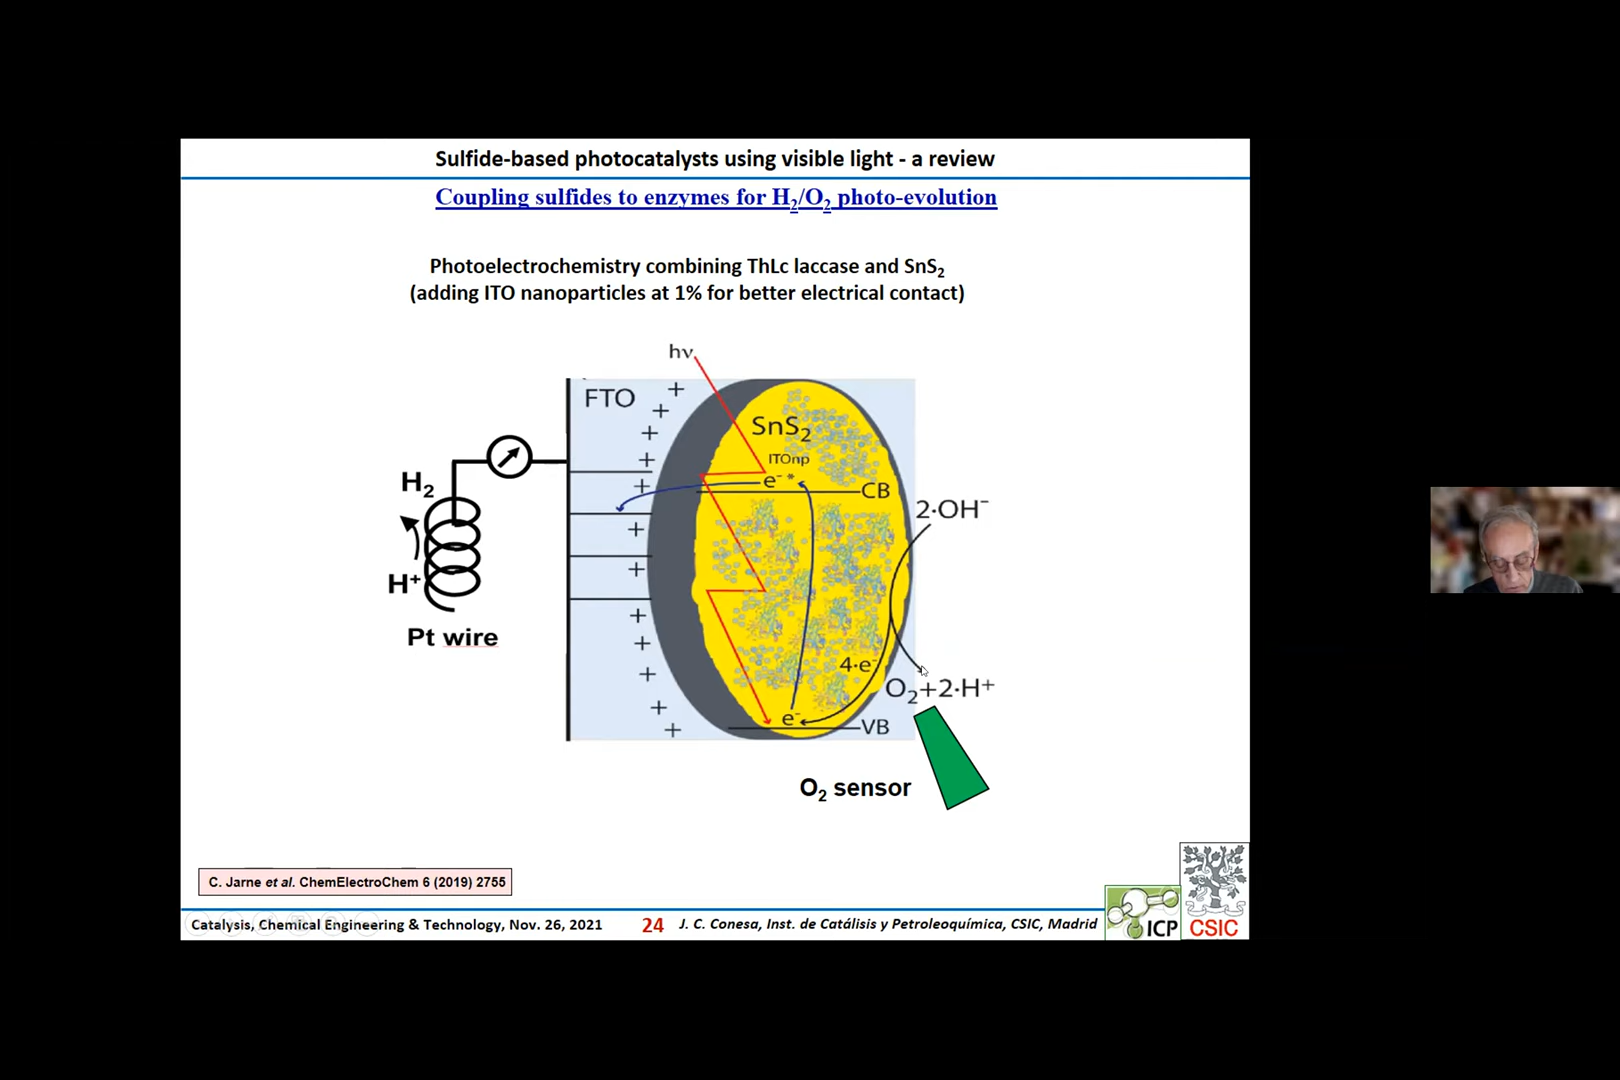 Sulfide-based photocatalysts using visible light - a review
Coupling sulfides to enzymes for H₂/O₂ photo-evolution
Photoelectrochemistry combining ThLc laccase and SnS₂
(adding ITO nanoparticles at 1% for better electrical contact)
hν
FTO
SnS₂
ITOnp
e⁻*
CB
H₂
2·OH⁻
H⁺
Pt wire
4·e⁻
O₂+2·H⁺
e⁻
VB
O₂ sensor
C. Jarne et al. ChemElectroChem 6 (2019) 2755
Catalysis, Chemical Engineering & Technology, Nov. 26, 2021
24
J. C. Conesa, Inst. de Catálisis y Petroleoquímica, CSIC, Madrid
ICP
CSIC